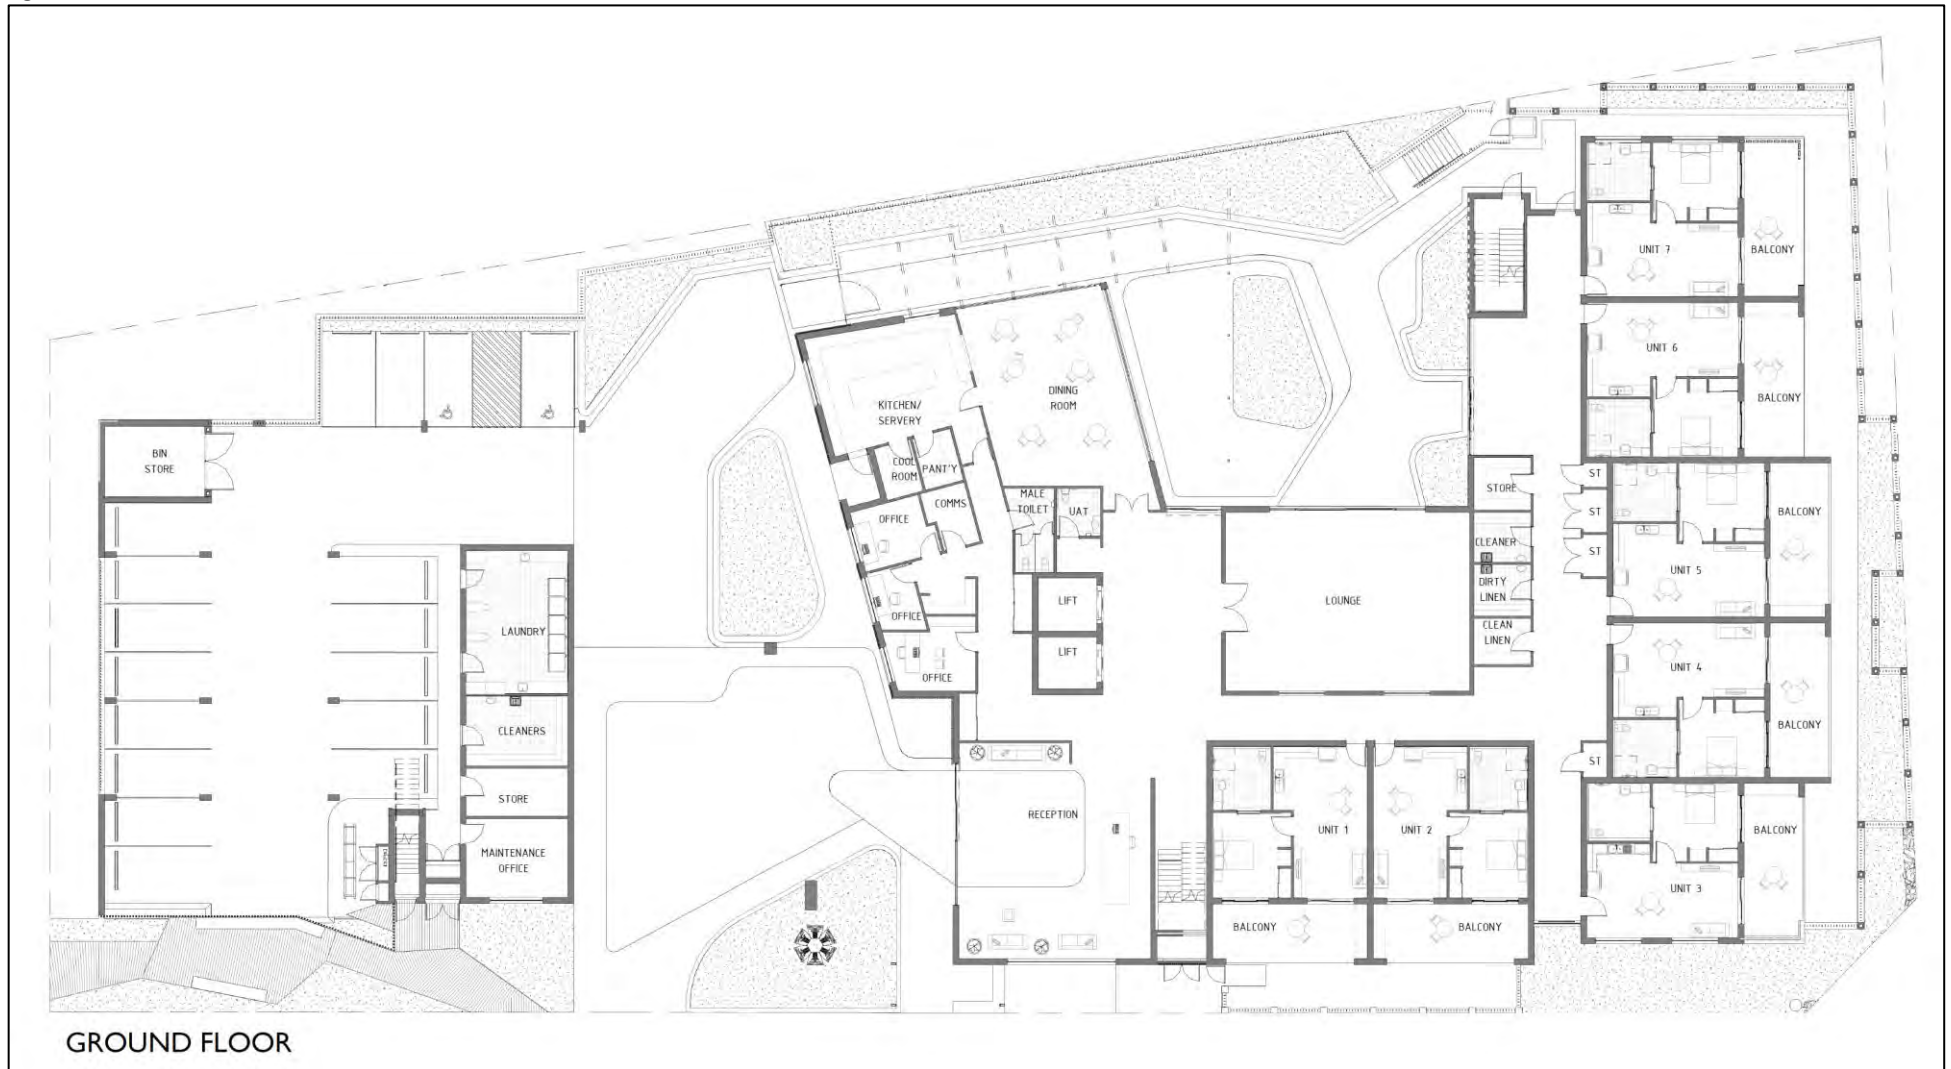 UNIT 7
BALCONY
UNIT 6
BALCONY
DINING
ROOM
KITCHEN/
SERVERY
BIN
STORE
COOL
ROOM
PANT'Y
ST
STORE
MALE
TOILET
UAT
COMMS
OFFICE
ST
BALCONY
CLEANER
ST
UNIT 5
DIRTY
LINEN
LIFT
LOUNGE
OFFICE
LAUNDRY
CLEAN
LINEN
LIFT
UNIT 4
OFFICE
BALCONY
CLEANERS
ST
STORE
RECEPTION
UNIT 1
UNIT 2
BALCONY
MAINTENANCE
OFFICE
UNIT 3
BALCONY
BALCONY
GROUND FLOOR